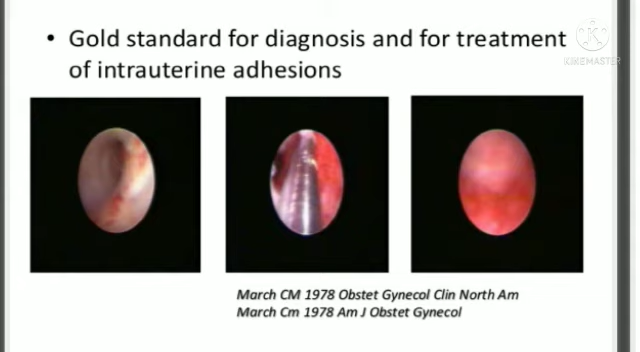 • Gold standard for diagnosis and for treatment
of intrauterine adhesions
KINEMASTER
March CM 1978 Obstet Gynecol Clin North Am
March Cm 1978 Am J Obstet Gynecol